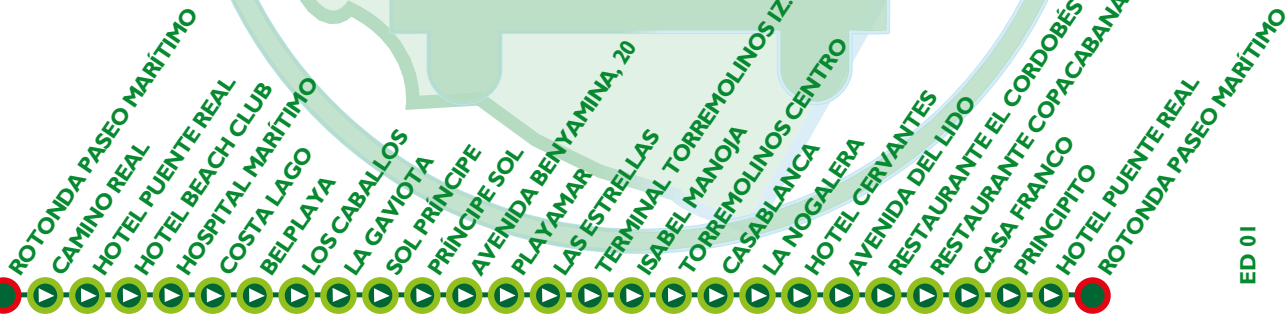 ROTONDA PASEO MARÍTIMO
CAMINO REAL
HOTEL PUENTE REAL
HOTEL BEACH CLUB
HOSPITAL MARÍTIMO
COSTA LAGO
BELPLAYA
LOS CABALLOS
LA GAVIOTA
SOL PRÍNCIPE
PRÍNCIPE SOL
AVENIDA BENYAMINA, 20
PLAYAMAR
LAS ESTRELLAS
TERMINAL TORREMOLINOS IZ.
ISABEL MANOJA
TORREMOLINOS CENTRO
CASABLANCA
LA NOGALERA
HOTEL CERVANTES
AVENIDA DEL LIDO
RESTAURANTE EL CORDOBÉS
RESTAURANTE COPACABANA
CASA FRANCO
PRINCIPITO
HOTEL PUENTE REAL
ROTONDA PASEO MARÍTIMO
ED 01